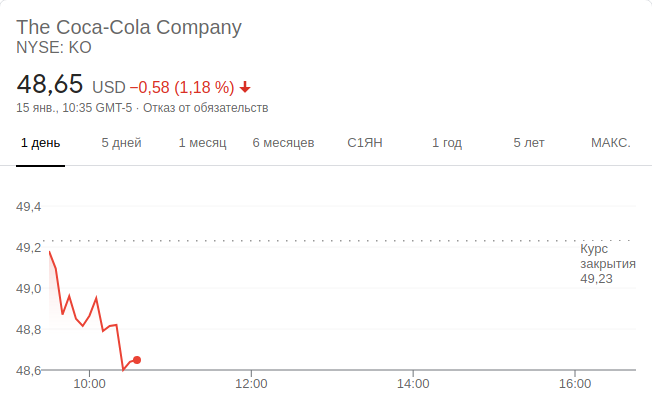 The Coca-Cola Company
NYSE: KO
48,65 USD −0,58 (1,18 %)
15 янв., 10:35 GMT-5 · Отказ от обязательств
1 день 5 дней 1 месяц 6 месяцев С1ЯН 1 год 5 лет МАКС.
49,4
49,2
Курс
закрытия
49,23
49,0
48,8
48,6
10:00 12:00 14:00 16:00